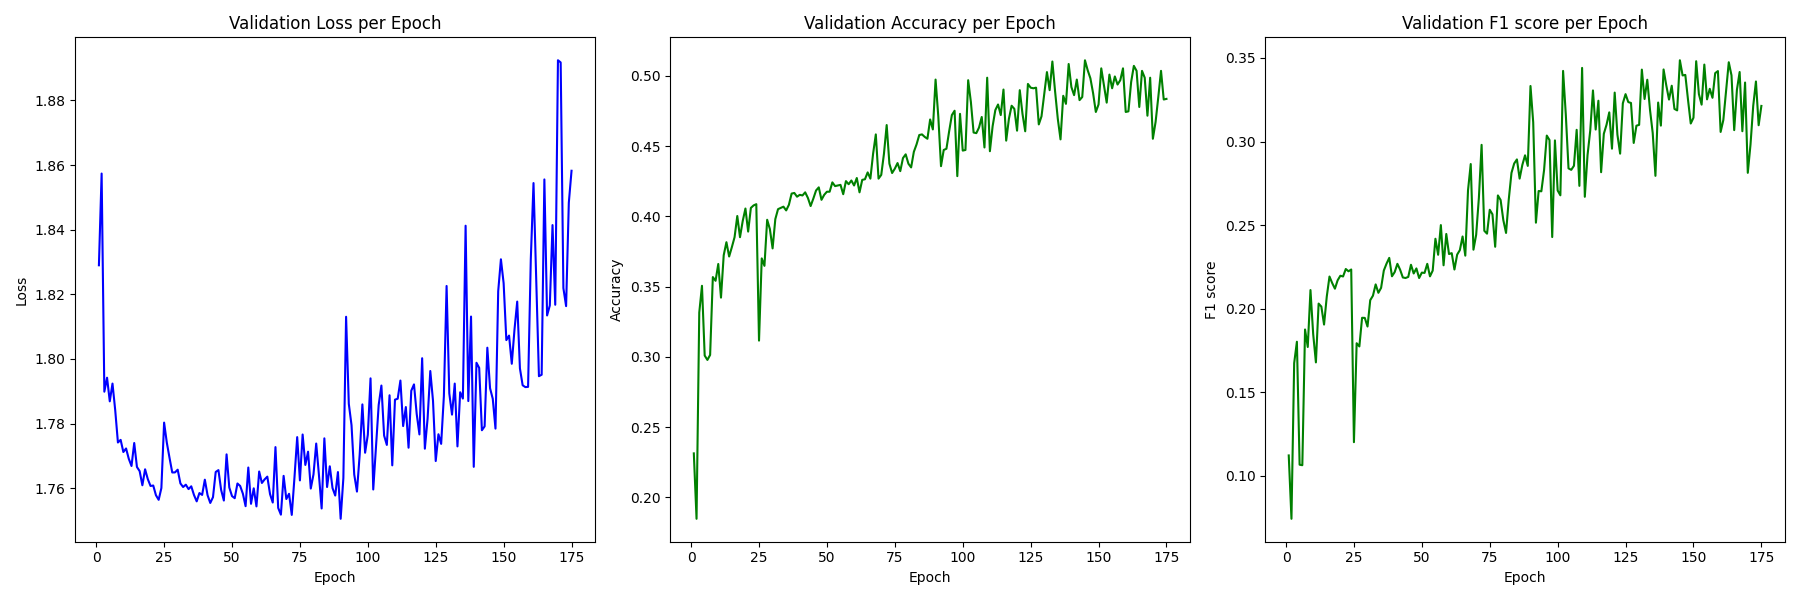 Validation Loss per Epoch
1.88
1.86
1.84
1.82
1.80
1.78
1.76
Loss
0 25 50 75 100 125 150 175
Epoch
Validation Accuracy per Epoch
0.50
0.45
0.40
0.35
0.30
0.25
0.20
Accuracy
0 25 50 75 100 125 150 175
Epoch
Validation F1 score per Epoch
0.35
0.30
0.25
0.20
0.15
0.10
F1 score
0 25 50 75 100 125 150 175
Epoch